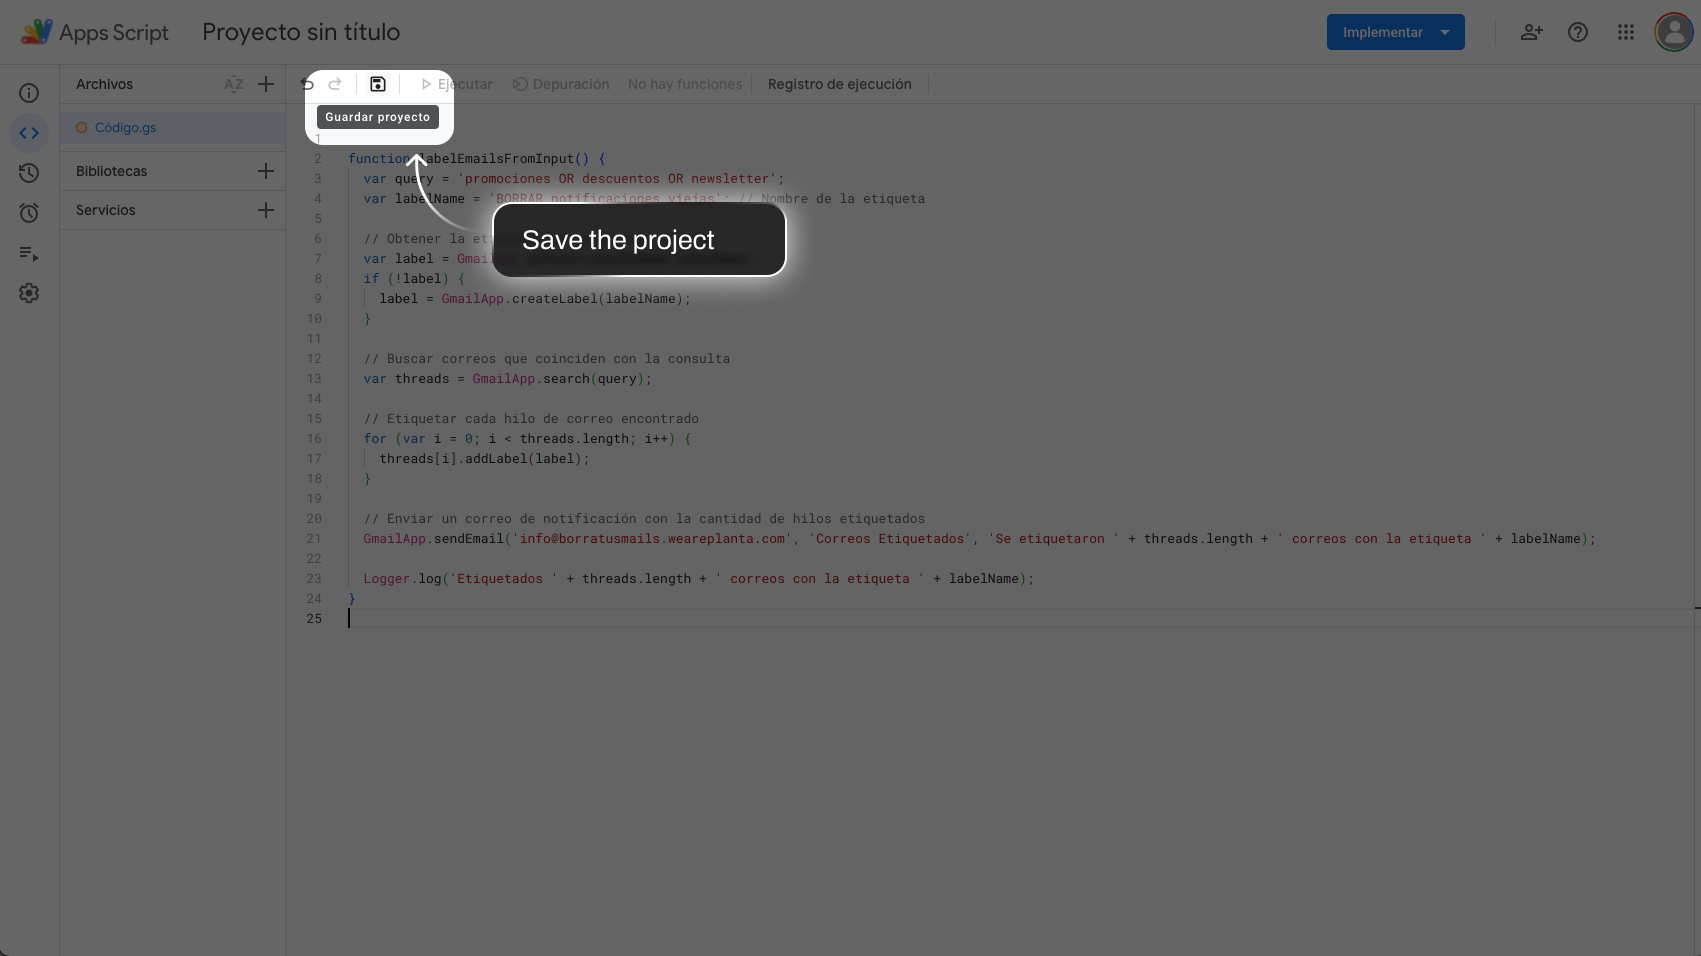 Apps Script
Proyecto sin título
Implementar
Archivos
AZ
Ejecutar
Depuración
No hay funciones
Registro de ejecución
Guardar proyecto
Código.gs
Bibliotecas
Servicios
Save the project
1
2 function labelEmailsFromInput() {
3 var query = 'promociones OR descuentos OR newsletter';
4 var labelName = 'BORRAR notificaciones viejas'; // Nombre de la etiqueta
5
6 // Obtener la
7 var label =
8 if (!label) {
9 label = GmailApp.createLabel(labelName);
10 }
11
12 // Buscar correos que coinciden con la consulta
13 var threads = GmailApp.search(query);
14
15 // Etiquetar cada hilo de correo encontrado
16 for (var i = 0; i < threads.length; i++) {
17 threads[i].addLabel(label);
18 }
19
20 // Enviar un correo de notificación con la cantidad de hilos etiquetados
21 GmailApp.sendEmail('info@borratusmails.weareplanta.com', 'Correos Etiquetados', 'Se etiquetaron ' + threads.length + ' correos con la etiqueta ' + labelName);
22
23 Logger.log('Etiquetados ' + threads.length + ' correos con la etiqueta ' + labelName);
24 }
25